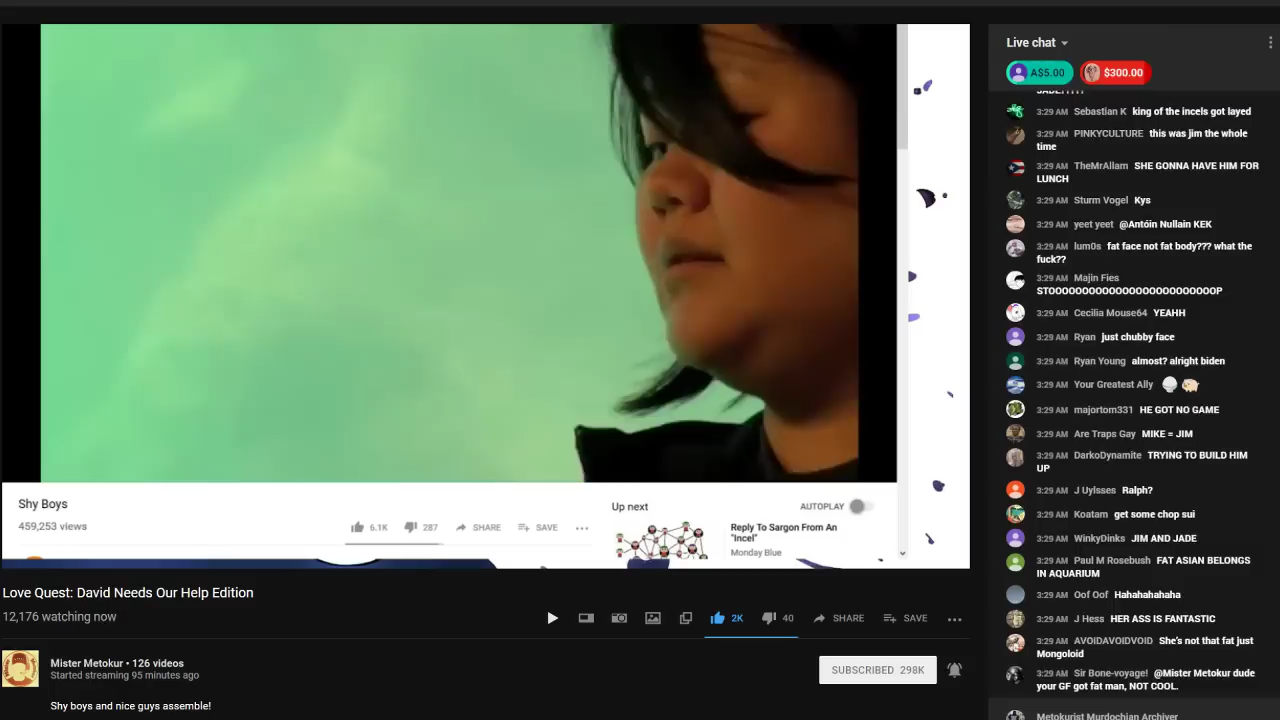 Live chat
A$5.00
$300.00
3:29 AM Sebastian K king of the incels got layed
3:29 AM PINKYCULTURE this was jim the whole
time
3:29 AM TheMrAllam SHE GONNA HAVE HIM FOR
LUNCH
3:29 AM Sturm Vogel Kys
3:29 AM yeet yeet @Antóin Nullain KEK
3:29 AM lum0s fat face not fat body??? what the
fuck??
3:29 AM Majin Fies
STOOOOOOOOOOOOOOOOOOOOOOOOP
3:29 AM Cecilia Mouse64 YEAHH
3:29 AM Ryan just chubby face
3:29 AM Ryan Young almost? alright biden
3:29 AM Your Greatest Ally
3:29 AM majortom331 HE GOT NO GAME
3:29 AM Are Traps Gay MIKE = JIM
3:29 AM DarkoDynamite TRYING TO BUILD HIM
UP
3:29 AM J Uylsses Ralph?
3:29 AM Koatam get some chop sui
3:29 AM WinkyDinks JIM AND JADE
3:29 AM Paul M Rosebush FAT ASIAN BELONGS
IN AQUARIUM
3:29 AM Oof Oof Hahahahahaha
3:29 AM J Hess HER ASS IS FANTASTIC
3:29 AM AVOIDAVOIDVOID She's not that fat just
Mongoloid
3:29 AM Sir Bone-voyage! @Mister Metokur dude
your GF got fat man, NOT COOL.
Metokurist Murdochian Archiver
Shy Boys
459,253 views
6.1K 287 SHARE SAVE
Up next
AUTOPLAY
Reply To Sargon From An
"Incel"
Monday Blue
Love Quest: David Needs Our Help Edition
12,176 watching now
2K 40 SHARE SAVE
Mister Metokur • 126 videos
Started streaming 95 minutes ago
SUBSCRIBED 298K
Shy boys and nice guys assemble!